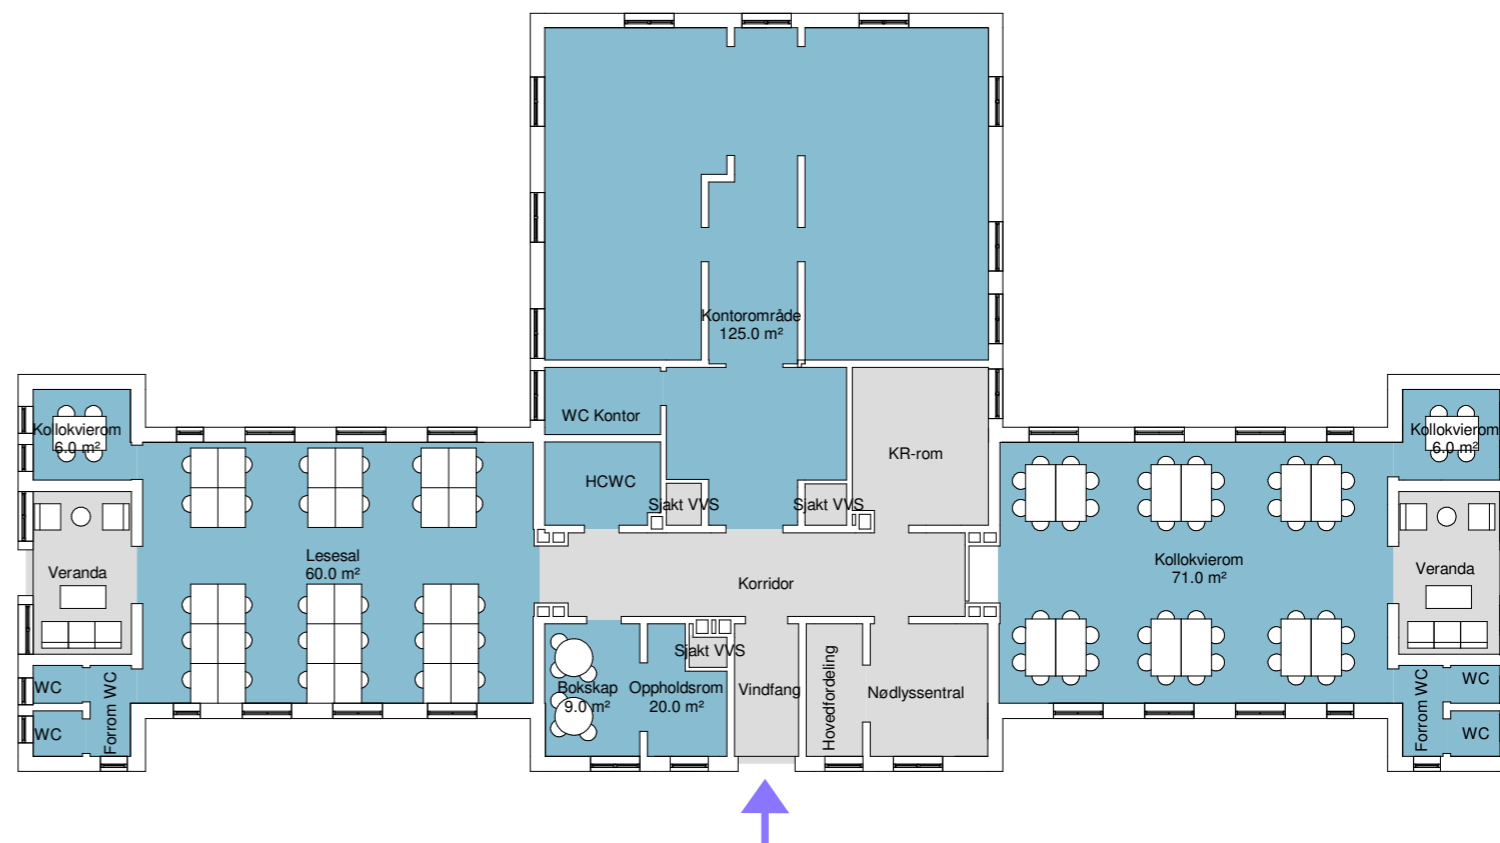 Kontorområde
125.0 m²
WC Kontor
Kollokvierom
6.0 m²
Kollokvierom
6.0 m²
KR-rom
HCWC
Sjakt VVS
Sjakt VVS
Lesesal
60.0 m²
Kollokvierom
71.0 m²
Veranda
Korridor
Veranda
Sjakt VVS
WC
Forrom WC
Bokskap
9.0 m²
Oppholdsrom
20.0 m²
Vindfang
Hovedfordeling
Nødlyssentral
Forrom WC
WC
WC
WC